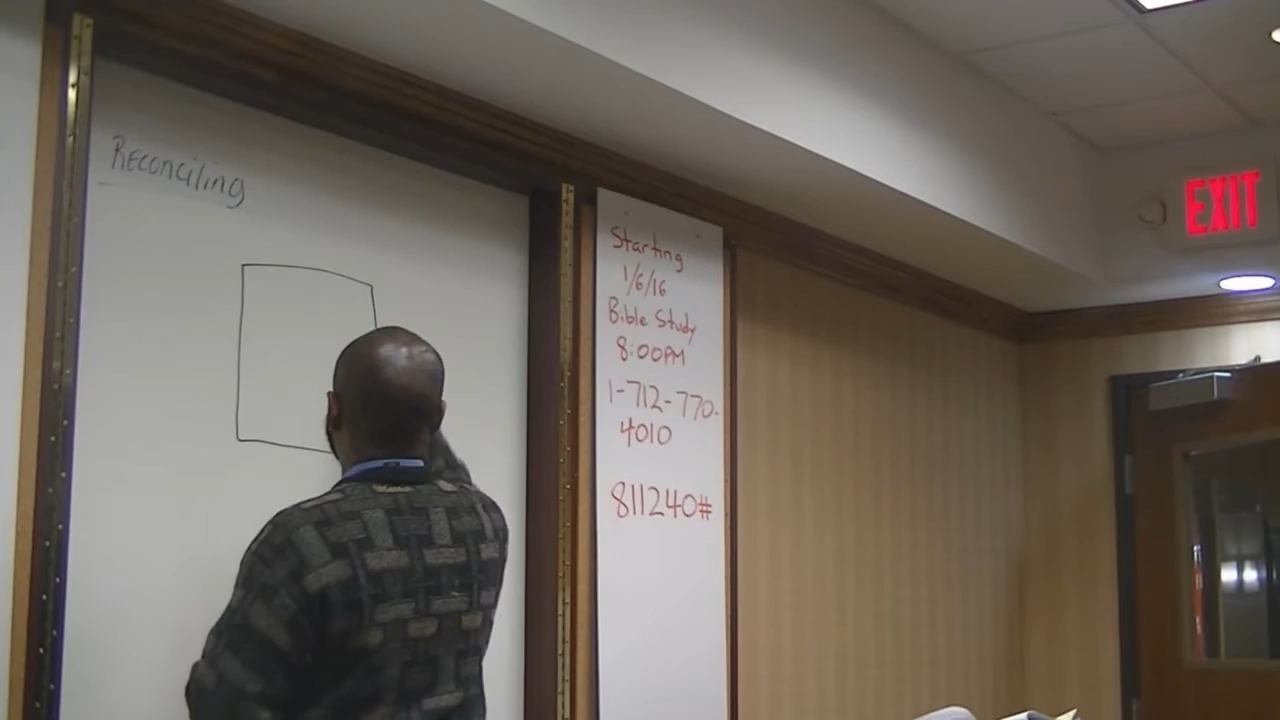 Reconciling
Starting
1/6/16
Bible Study
8:00PM
1-712-770-
4010
811240#
EXIT